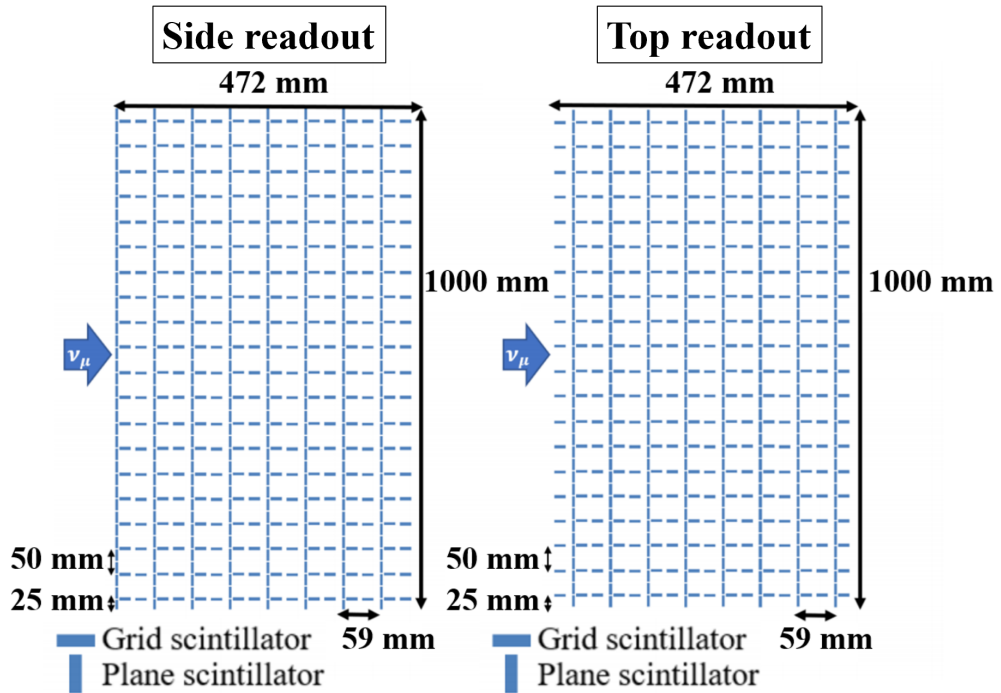 Side readout
472 mm
1000 mm
νμ
50 mm
25 mm
59 mm
Grid scintillator
Plane scintillator
Top readout
472 mm
1000 mm
νμ
50 mm
25 mm
59 mm
Grid scintillator
Plane scintillator